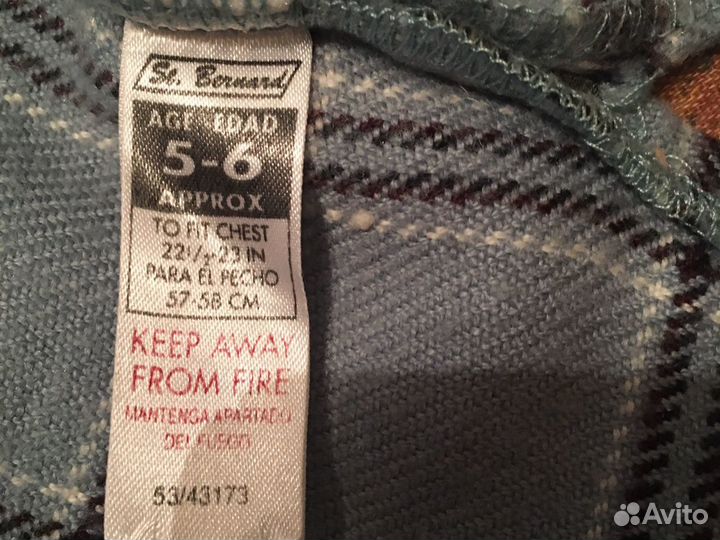 St. Bernard
AGE EDAD
5-6
APPROX
TO FIT CHEST
22½-23 IN
PARA EL PECHO
57-58 CM
KEEP AWAY
FROM FIRE
MANTENGA APARTADO
DEL FUEGO
53/43173
Avito